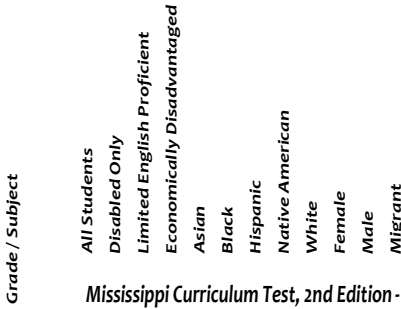 Grade / Subject
All Students
Disabled Only
Limited English Proficient
Economically Disadvantaged
Asian
Black
Hispanic
Native American
White
Female
Male
Migrant
Mississippi Curriculum Test, 2nd Edition -